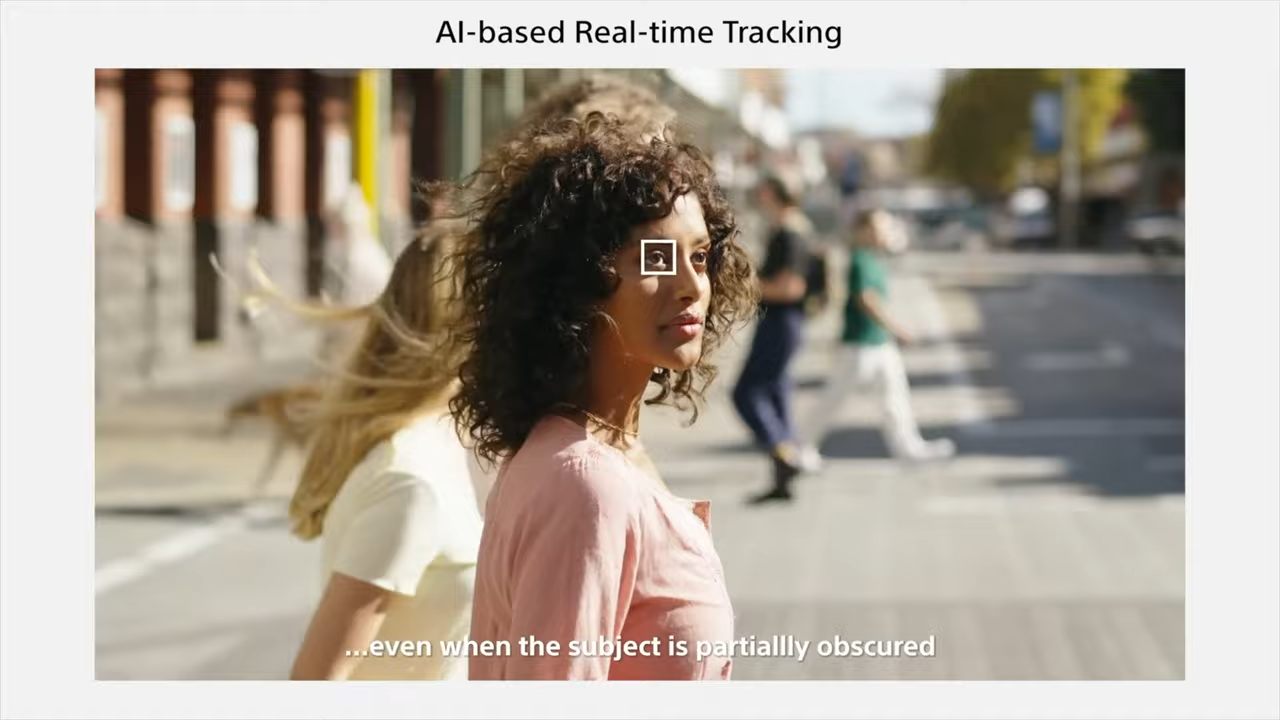 AI-based Real-time Tracking
...even when the subject is partiallly obscured